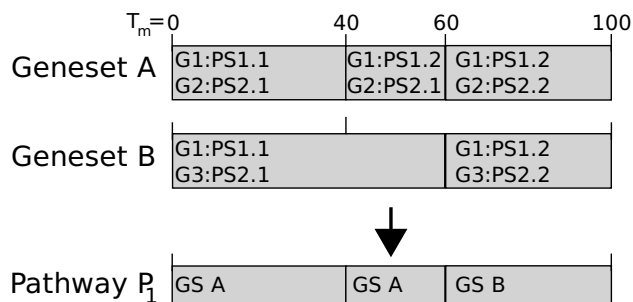 Tm=0 40 60 100
Geneset A G1:PS1.1 G1:PS1.2 G1:PS1.2
G2:PS2.1 G2:PS2.1 G2:PS2.2
Geneset B G1:PS1.1 G1:PS1.2
G3:PS2.1 G3:PS2.2
Pathway P1 GS A GS A GS B